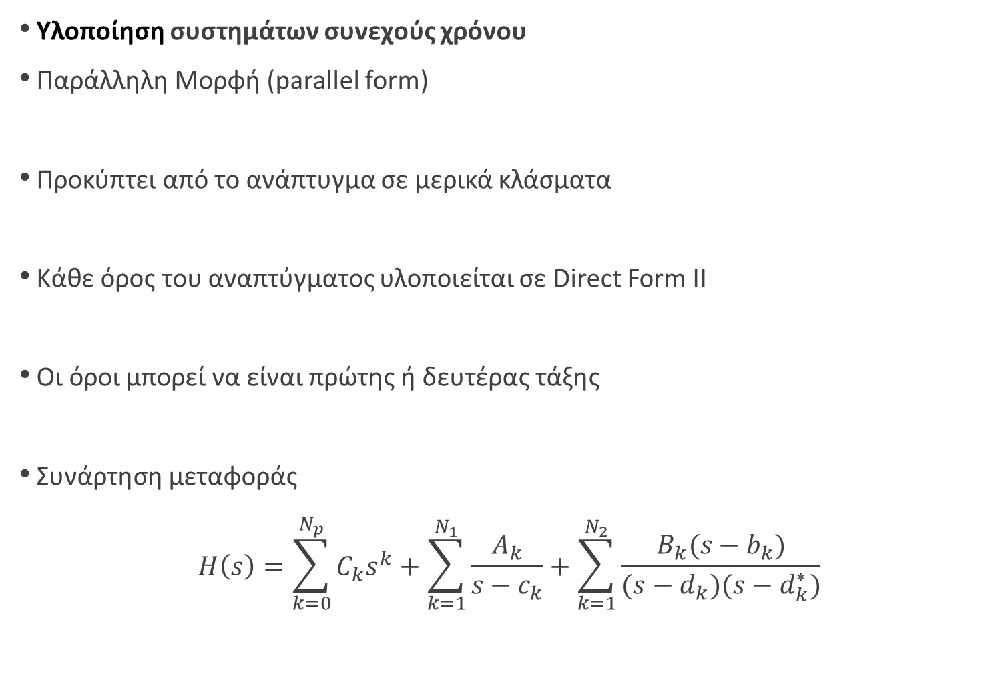 • Υλοποίηση συστημάτων συνεχούς χρόνου
• Παράλληλη Μορφή (parallel form)
• Προκύπτει από το ανάπτυγμα σε μερικά κλάσματα
• Κάθε όρος του αναπτύγματος υλοποιείται σε Direct Form II
• Οι όροι μπορεί να είναι πρώτης ή δευτέρας τάξης
• Συνάρτηση μεταφοράς
$H(s) = \sum_{k=0}^{N_p} C_k s^k + \sum_{k=1}^{N_1} \frac{A_k}{s - c_k} + \sum_{k=1}^{N_2} \frac{B_k(s - b_k)}{(s - d_k)(s - d_k^*)}$